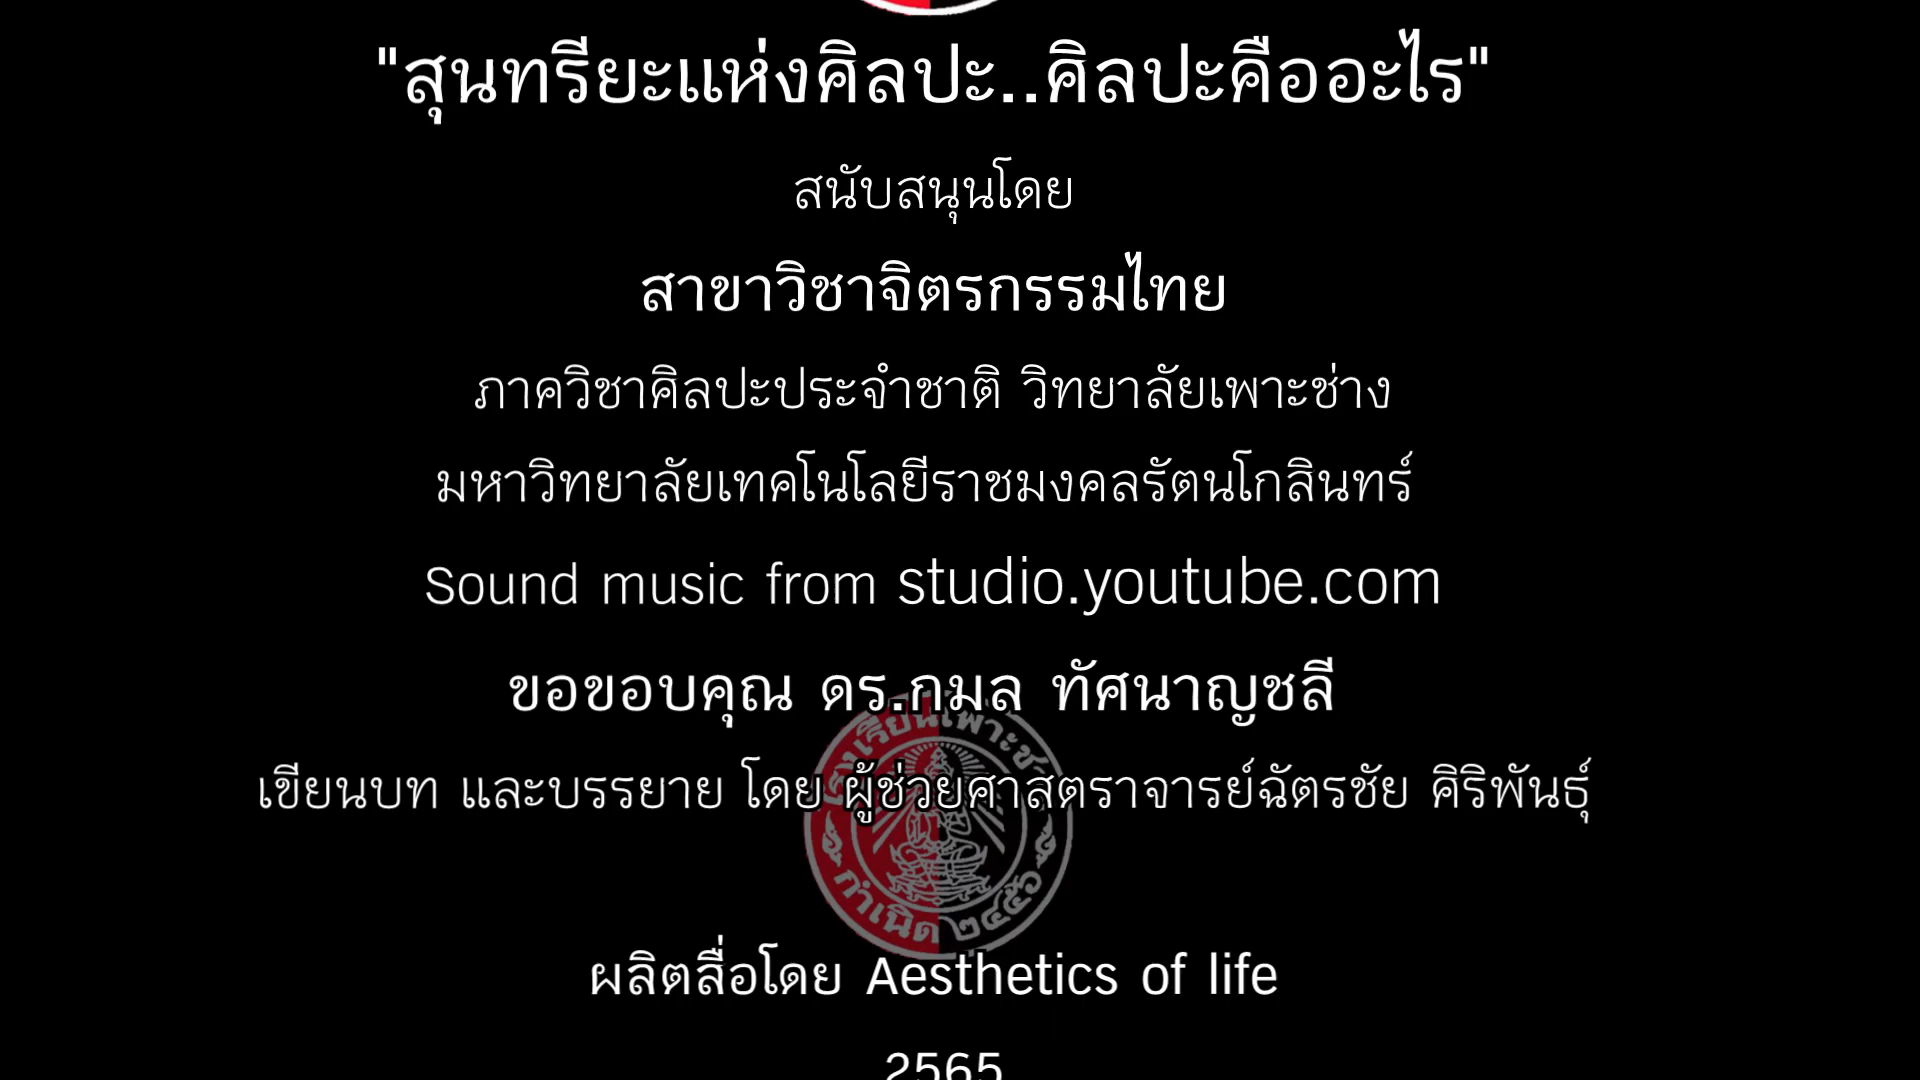 "สุนทรียะแห่งศิลปะ..ศิลปะคืออะไร"
สนับสนุนโดย
สาขาวิชาจิตรกรรมไทย
ภาควิชาศิลปะประจำชาติ วิทยาลัยเพาะช่าง
มหาวิทยาลัยเทคโนโลยีราชมงคลรัตนโกสินทร์
Sound music from studio.youtube.com
ขอขอบคุณ ดร.กมล ทัศนาญชลี
เขียนบท และบรรยาย โดย ผู้ช่วยศาสตราจารย์ฉัตรชัย ศิริพันธุ์
กำเนิด ๒๔๕๖
ผลิตสื่อโดย Aesthetics of life
2565